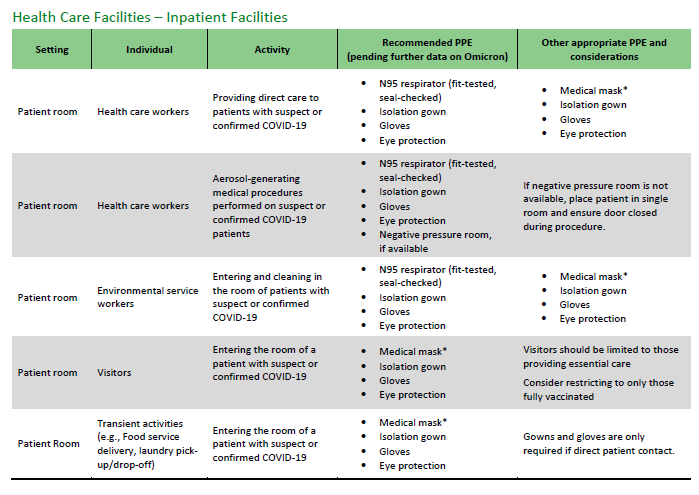 Health Care Facilities – Inpatient Facilities
Setting
Individual
Activity
Recommended PPE
(pending further data on Omicron)
Other appropriate PPE and
considerations
Patient room
Health care workers
Providing direct care to
patients with suspect or
confirmed COVID-19
• N95 respirator (fit-tested,
seal-checked)
• Isolation gown
• Gloves
• Eye protection
• Medical mask*
• Isolation gown
• Gloves
• Eye protection
Patient room
Health care workers
Aerosol-generating
medical procedures
performed on suspect or
confirmed COVID-19
patients
• N95 respirator (fit-tested,
seal-checked)
• Isolation gown
• Gloves
• Eye protection
• Negative pressure room,
if available
If negative pressure room is not
available, place patient in single
room and ensure door closed
during procedure.
Patient room
Environmental service
workers
Entering and cleaning in
the room of patients with
suspect or confirmed
COVID-19
• N95 respirator (fit-tested,
seal-checked)
• Isolation gown
• Gloves
• Eye protection
• Medical mask*
• Isolation gown
• Gloves
• Eye protection
Patient room
Visitors
Entering the room of a
patient with suspect or
confirmed COVID-19
• Medical mask*
• Isolation gown
• Gloves
• Eye protection
Visitors should be limited to those
providing essential care
Consider restricting to only those
fully vaccinated
Patient Room
Transient activities
(e.g., Food service
delivery, laundry pick-
up/drop-off)
Entering the room of a
patient with suspect or
confirmed COVID-19
• Medical mask*
• Isolation gown
• Gloves
• Eye protection
Gowns and gloves are only
required if direct patient contact.